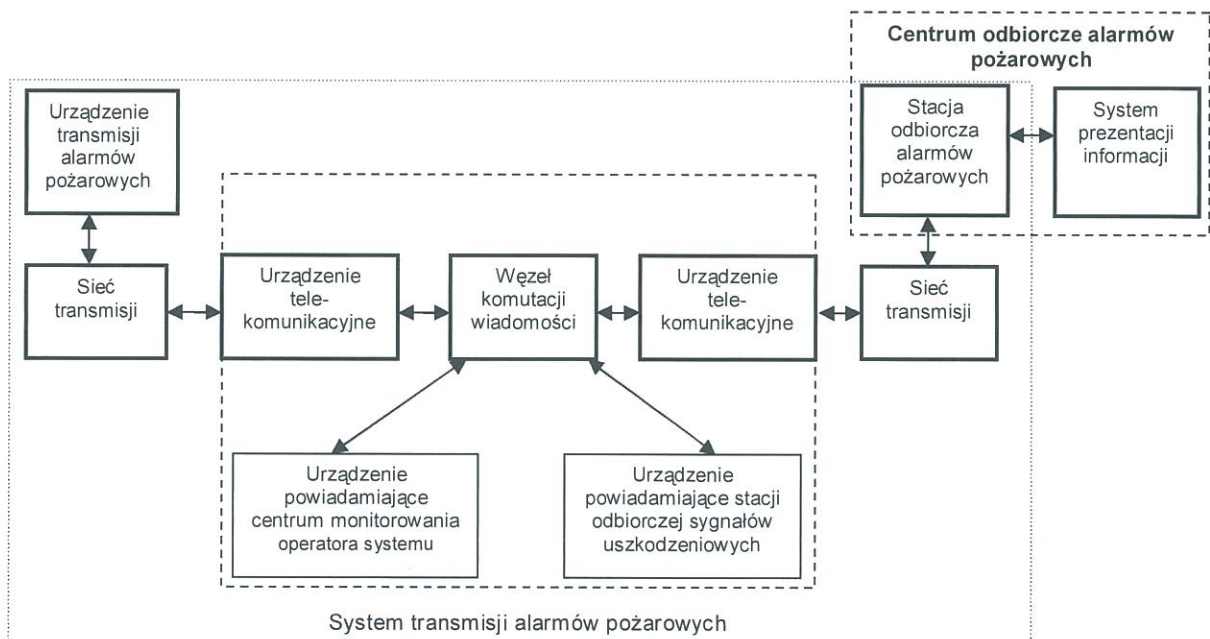 Centrum odbiorcze alarmów
pożarowych
Urządzenie
transmisji
alarmów
pożarowych
Stacja
odbiorcza
alarmów
pożarowych
System
prezentacji
informacji
Sieć
transmisji
Urządzenie
tele-
komunikacyjne
Węzeł
komutacji
wiadomości
Urządzenie
tele-
komunikacyjne
Sieć
transmisji
Urządzenie
powiadamiające
centrum monitorowania
operatora systemu
Urządzenie
powiadamiające stacji
odbiorczej sygnałów
uszkodzeniowych
System transmisji alarmów pożarowych